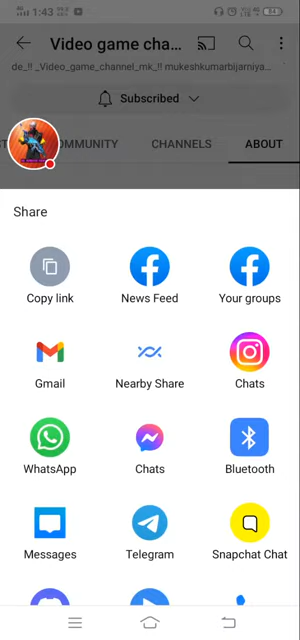 1:43
Video game cha...
de_!! _Video_game_channel_mk_!! mukeshkumarbijarniya...
Subscribed
OMMUNITY CHANNELS ABOUT
Share
Copy link News Feed Your groups
Gmail Nearby Share Chats
WhatsApp Chats Bluetooth
Messages Telegram Snapchat Chat